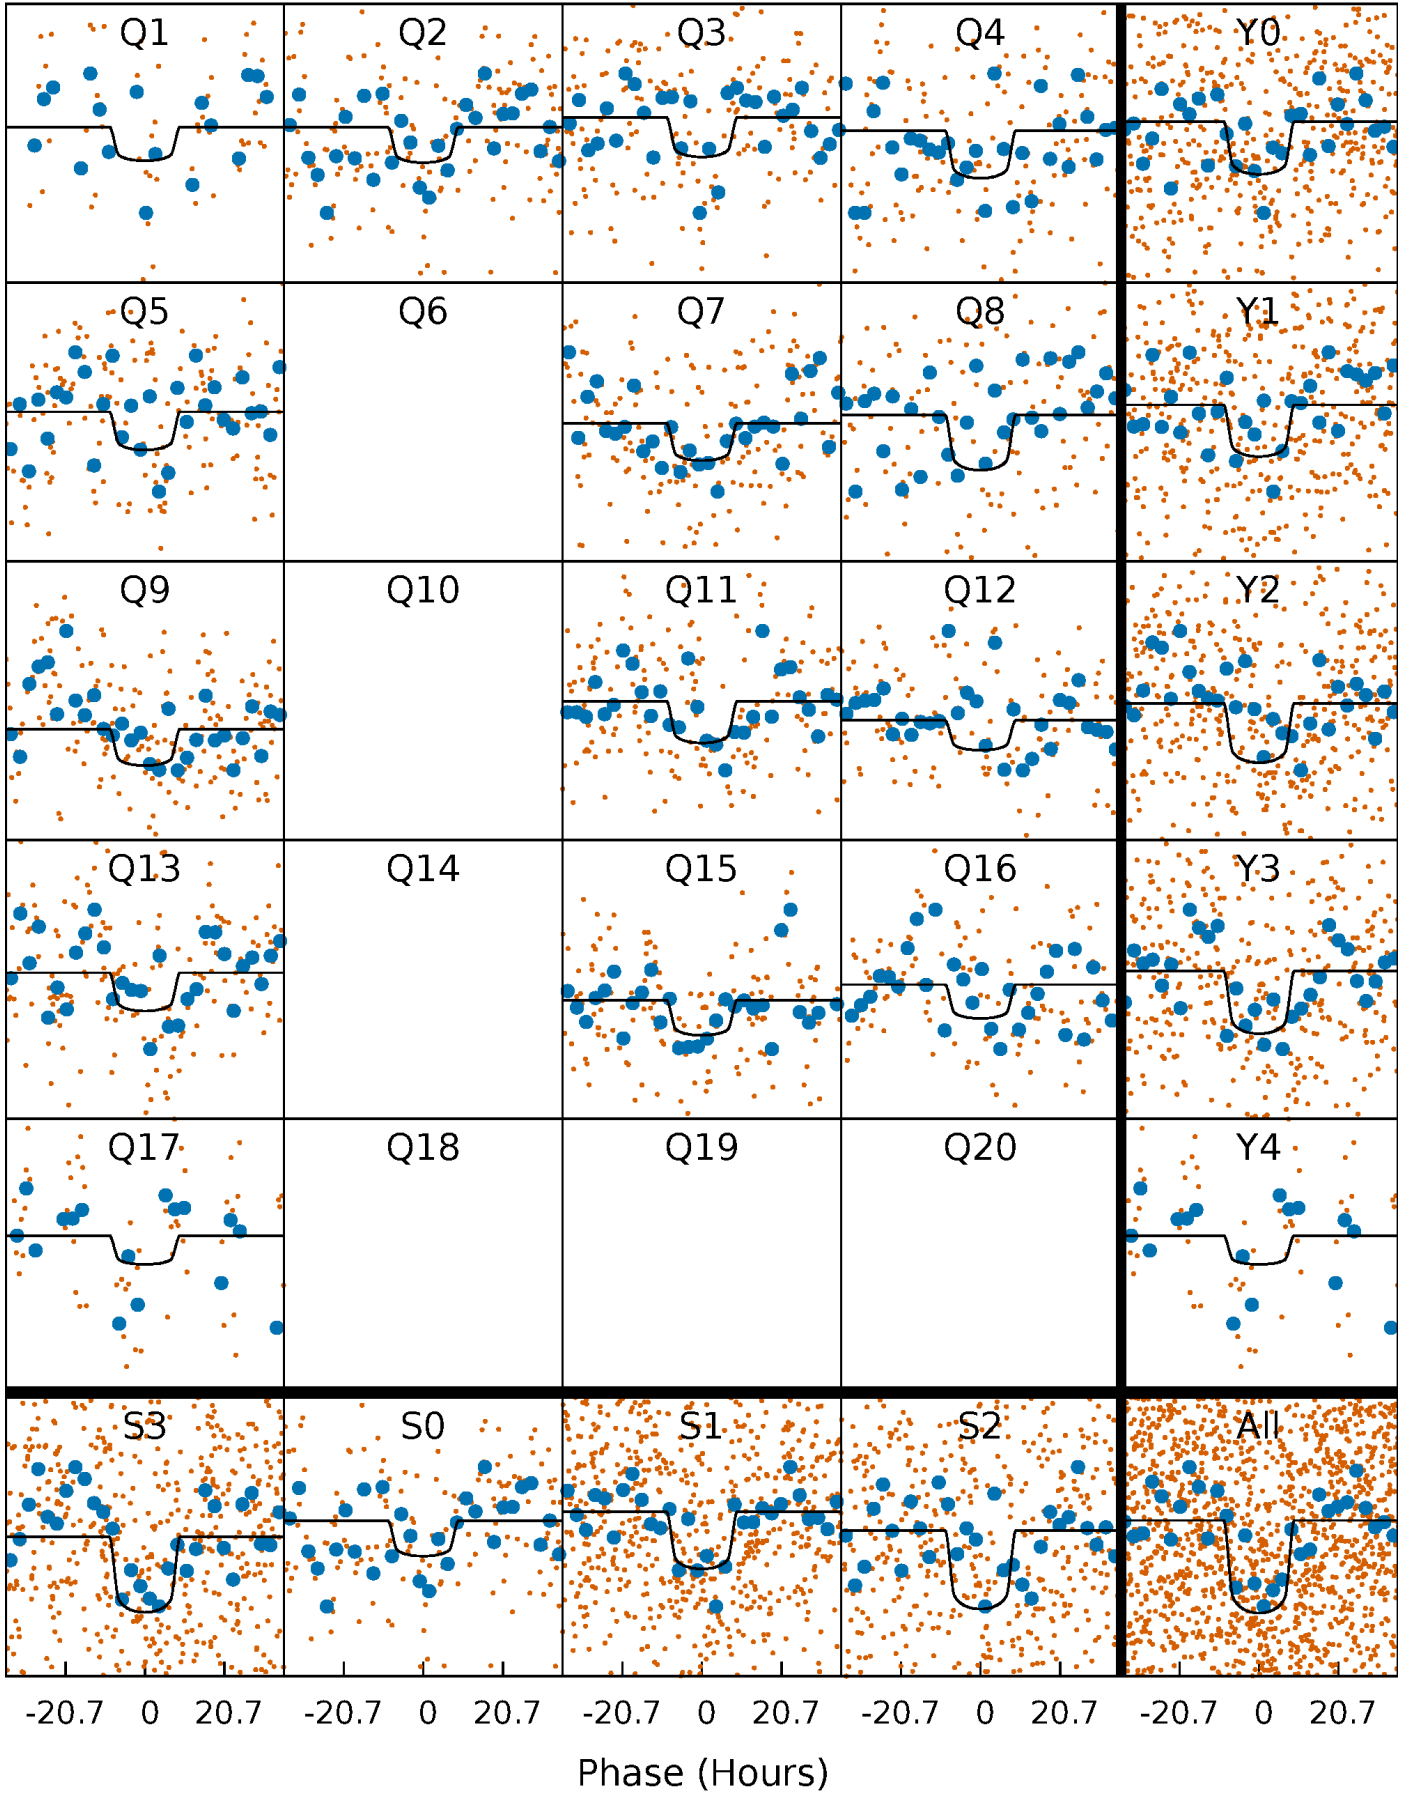 Q1 Q2 Q3 Q4 Y0
Q5 Q6 Q7 Q8 Y1
Q9 Q10 Q11 Q12 Y2
Q13 Q14 Q15 Q16 Y3
Q17 Q18 Q19 Q20 Y4
S3 S0 S1 S2 All
-20.7 0 20.7 -20.7 0 20.7 -20.7 0 20.7 -20.7 0 20.7 -20.7 0 20.7
Phase (Hours)